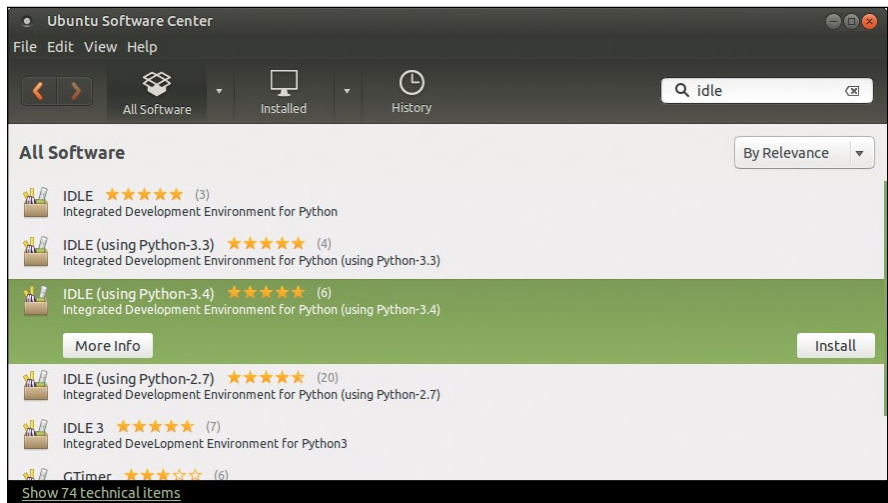 Ubuntu Software Center
File Edit View Help
All Software
Installed
History
idle
All Software
By Relevance
IDLE (3)
Integrated Development Environment for Python
IDLE (using Python-3.3) (4)
Integrated Development Environment for Python (using Python-3.3)
IDLE (using Python-3.4) (6)
Integrated Development Environment for Python (using Python-3.4)
More Info
Install
IDLE (using Python-2.7) (20)
Integrated Development Environment for Python (using Python-2.7)
IDLE 3 (7)
Integrated DeveLopment Environment for Python3
GTimer (6)
Show 74 technical items